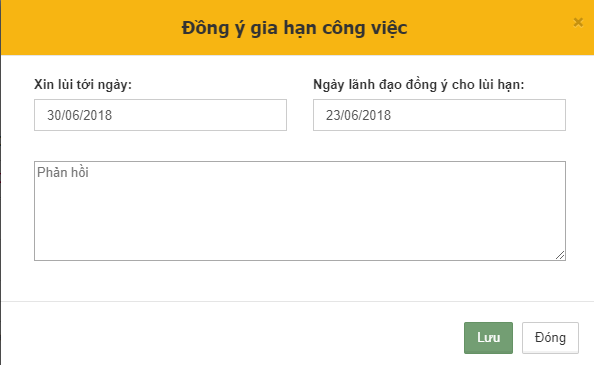 Đồng ý gia hạn công việc
×
Xin lùi tới ngày:
Ngày lãnh đạo đồng ý cho lùi hạn:
30/06/2018
23/06/2018
Phản hồi
Lưu
Đóng